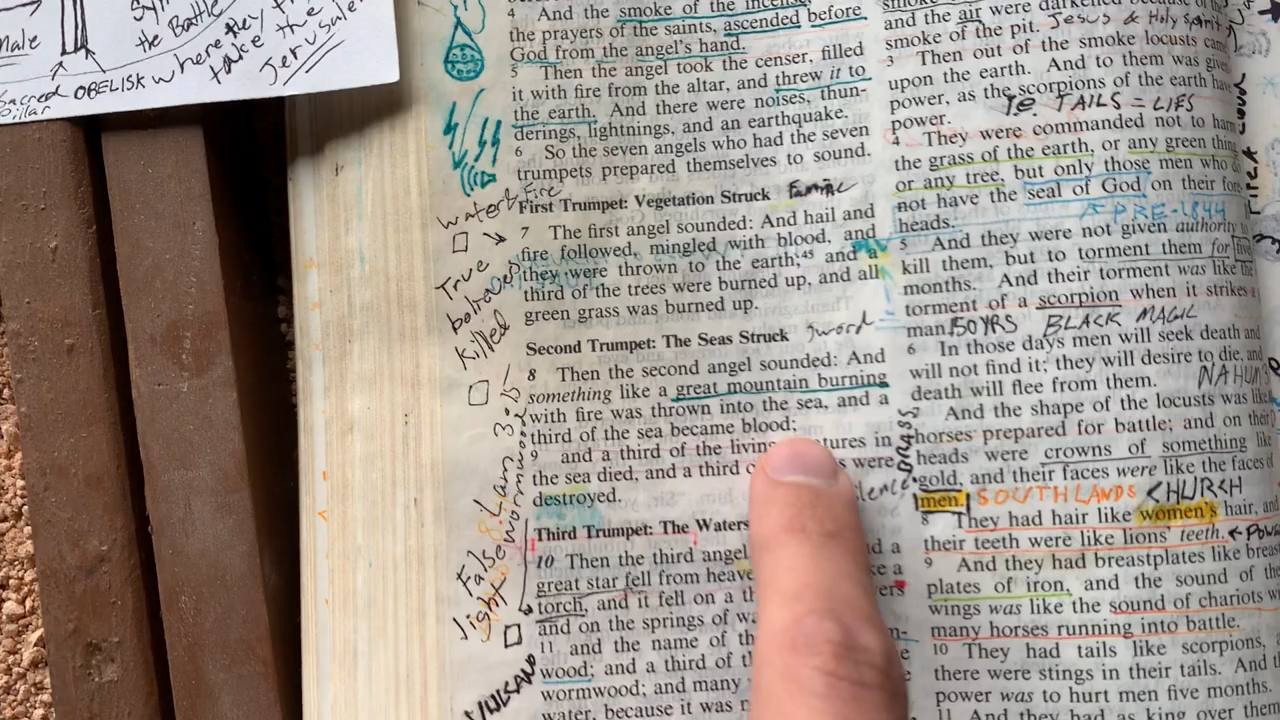 Male
the Battle
where they
take the
Jerusalem
Sacred OBELISK
Pillar
4 And the smoke of the incense,
the prayers of the saints, ascended before
God from the angel's hand.
5 Then the angel took the censer, filled
it with fire from the altar, and threw it to
the earth. And there were noises, thun-
derings, lightnings, and an earthquake.
6 So the seven angels who had the seven
trumpets prepared themselves to sound.
Fire
First Trumpet: Vegetation Struck Famine
7 The first angel sounded: And hail and
fire followed, mingled with blood, and
they were thrown to the earth;45 and a
third of the trees were burned up, and all
green grass was burned up.
True
killed
Second Trumpet: The Seas Struck Sword
8 Then the second angel sounded: And
something like a great mountain burning
with fire was thrown into the sea, and a
third of the sea became blood;
9 and a third of the living tures in
the sea died, and a third s were
destroyed.
Lam 3:15
wormwood
False
light
Third Trumpet: The Waters
10 Then the third angel d a
great star fell from heave ke a
torch, and it fell on a th vers
and on the springs of w
11 and the name of th
wood; and a third of t
wormwood; and many
water, because it was
and the air were darkened because of the
smoke of the pit. Jesus & Holy Spirit
3 Then out of the smoke locusts came
upon the earth. And to them was given
power, as the scorpions of the earth have
power. TAILS = LIES
4 They were commanded not to harm
the grass of the earth, or any green thing,
or any tree, but only those men who do
not have the seal of God on their fore-
heads. PRE-1844
5 And they were not given authority to
kill them, but to torment them for five
months. And their torment was like the
torment of a scorpion when it strikes a
man. 150YRS BLACK MAGIC
6 In those days men will seek death and
will not find it; they will desire to die, and
death will flee from them. NAHUM
And the shape of the locusts was like
horses prepared for battle; and on their
heads were crowns of something like
gold, and their faces were like the faces of
men. SOUTHLANDS CHURCH
8 They had hair like women's hair, and
their teeth were like lions' teeth.
9 And they had breastplates like breast-
plates of iron, and the sound of their
wings was like the sound of chariots with
many horses running into battle.
10 They had tails like scorpions,
there were stings in their tails. And
power was to hurt men five months.
11 And they had as king over them
BRASS